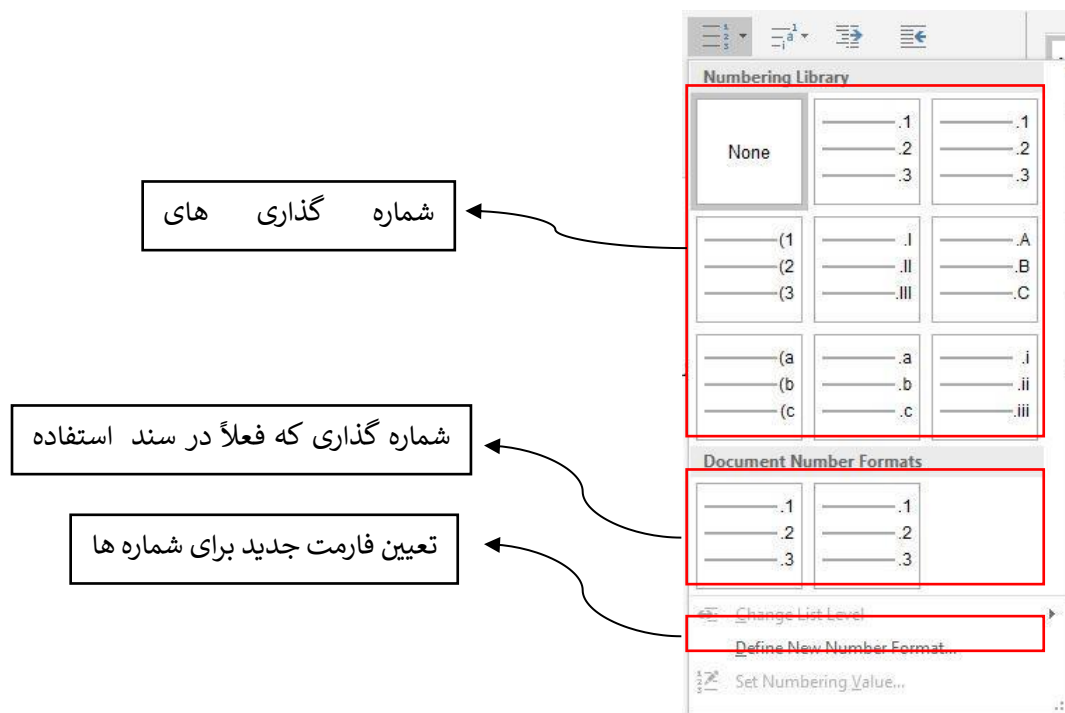 Numbering Library
None
.1
.2
.3
.1
.2
.3
(1
(2
(3
.I
.II
.III
.A
.B
.C
(a
(b
(c
.a
.b
.c
.i
.ii
.iii
Document Number Formats
.1
.2
.3
.1
.2
.3
Change List Level
Define New Number Format...
Set Numbering Value...
شماره گذاری های
شماره گذاری که فعلاً در سند استفاده
تعیین فارمت جدید برای شماره ها